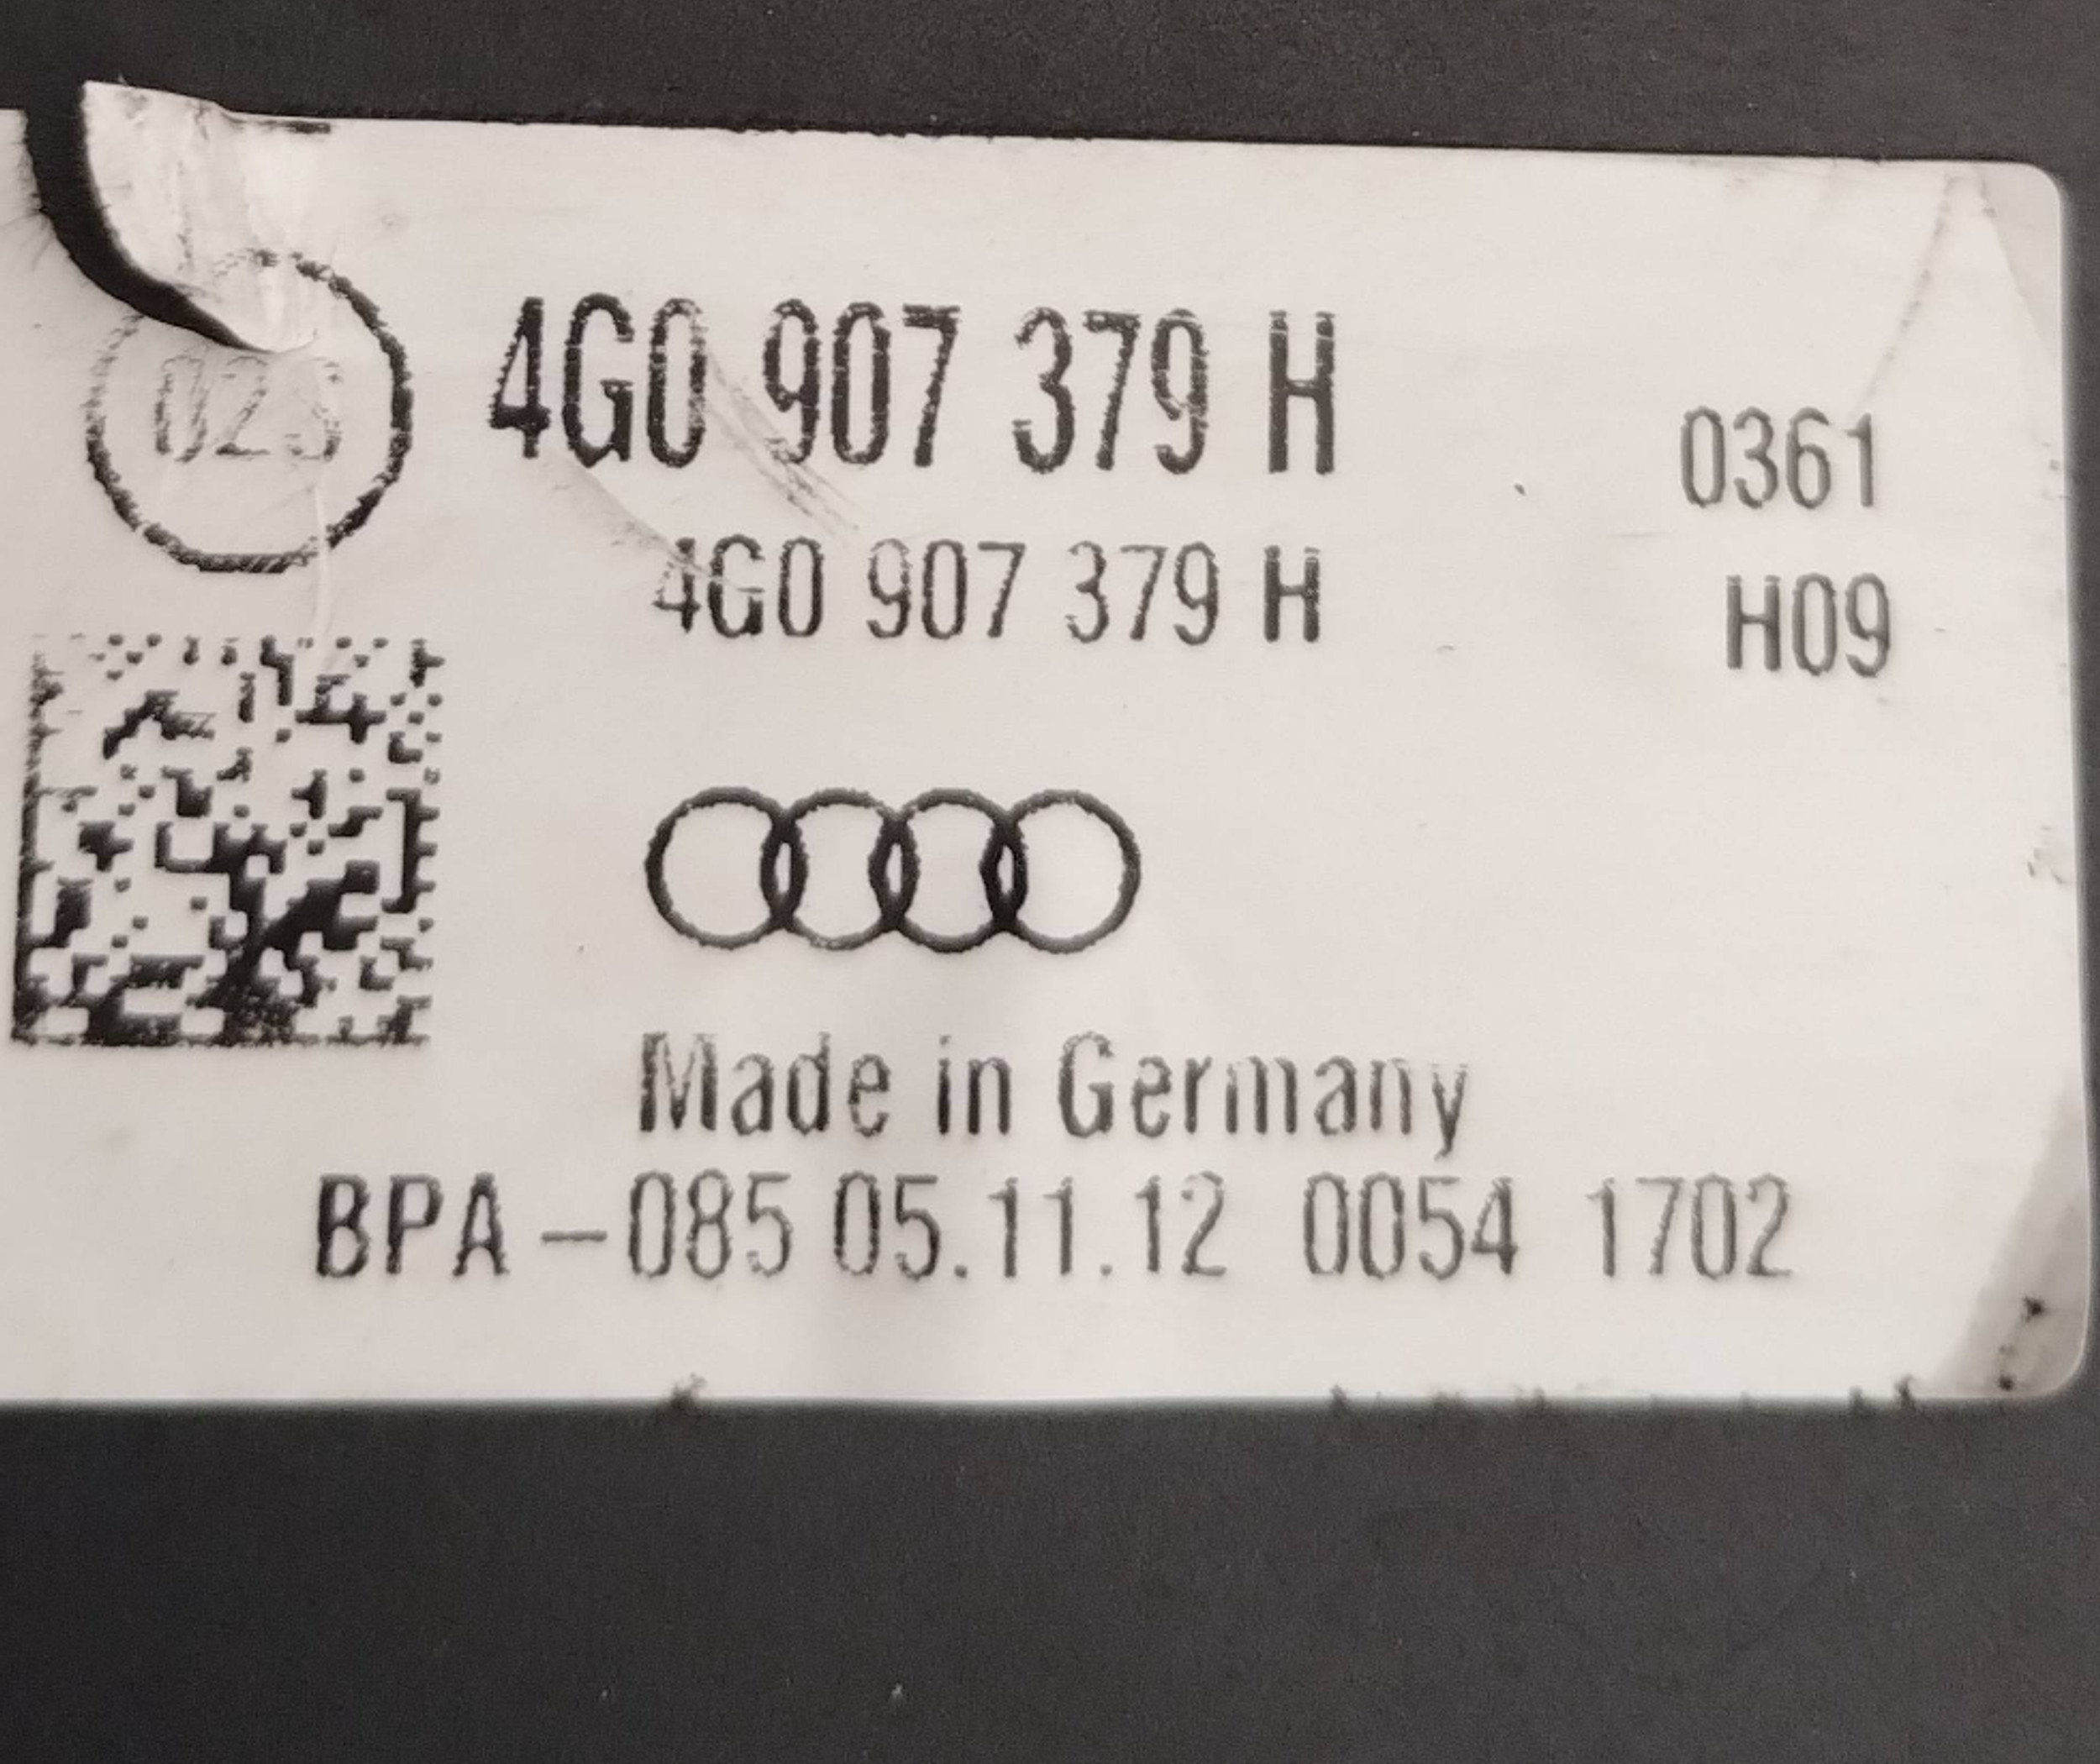 4G0 907 379 H
0361
4G0 907 379 H
H09
Made in Germany
BPA-085 05.11.12 0054 1702